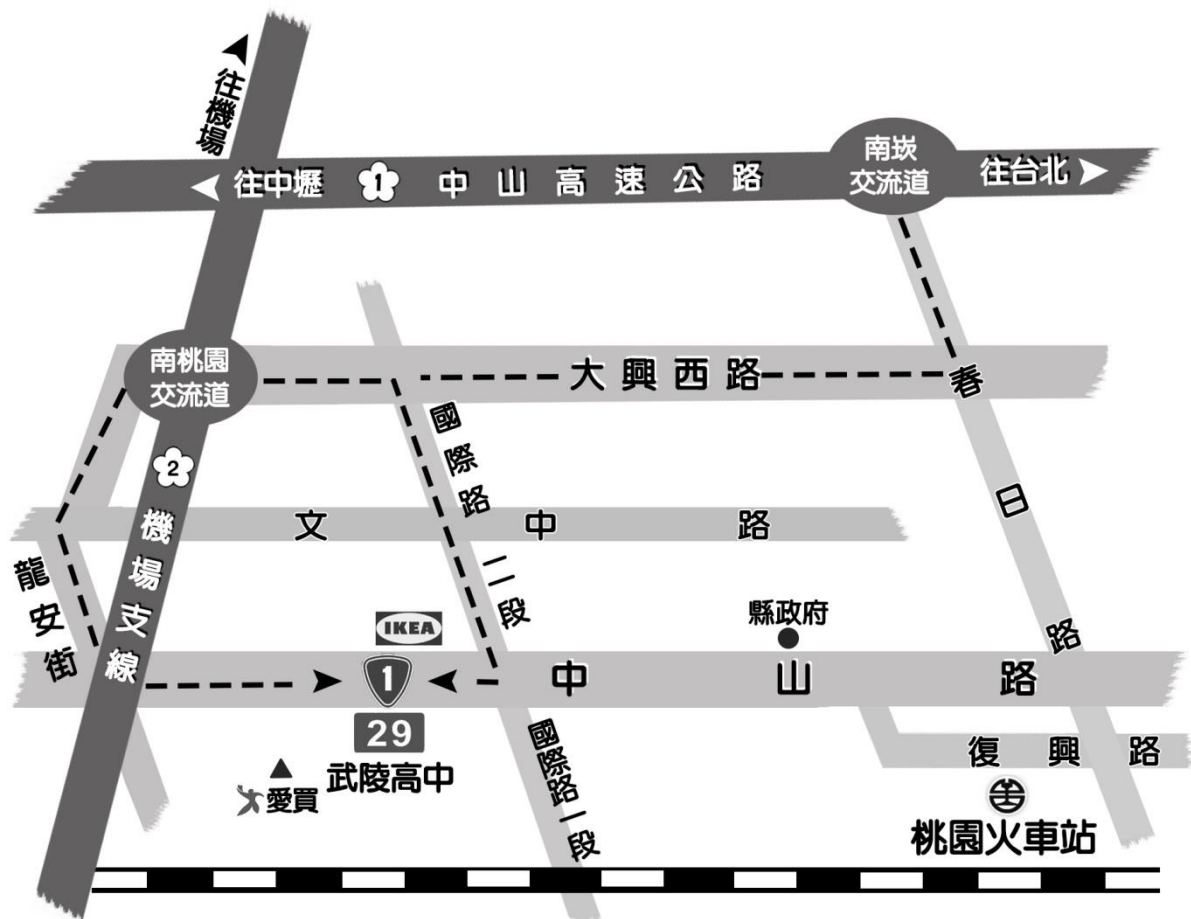 往機場
往中壢
1
中山高速公路
南崁
交流道
往台北
南桃園
交流道
大興西路
春日路
國際路二段
2
機場支線
文中路
龍安街
IKEA
縣政府
1
中山路
29
武陵高中
愛買
國際路一段
復興路
桃園火車站